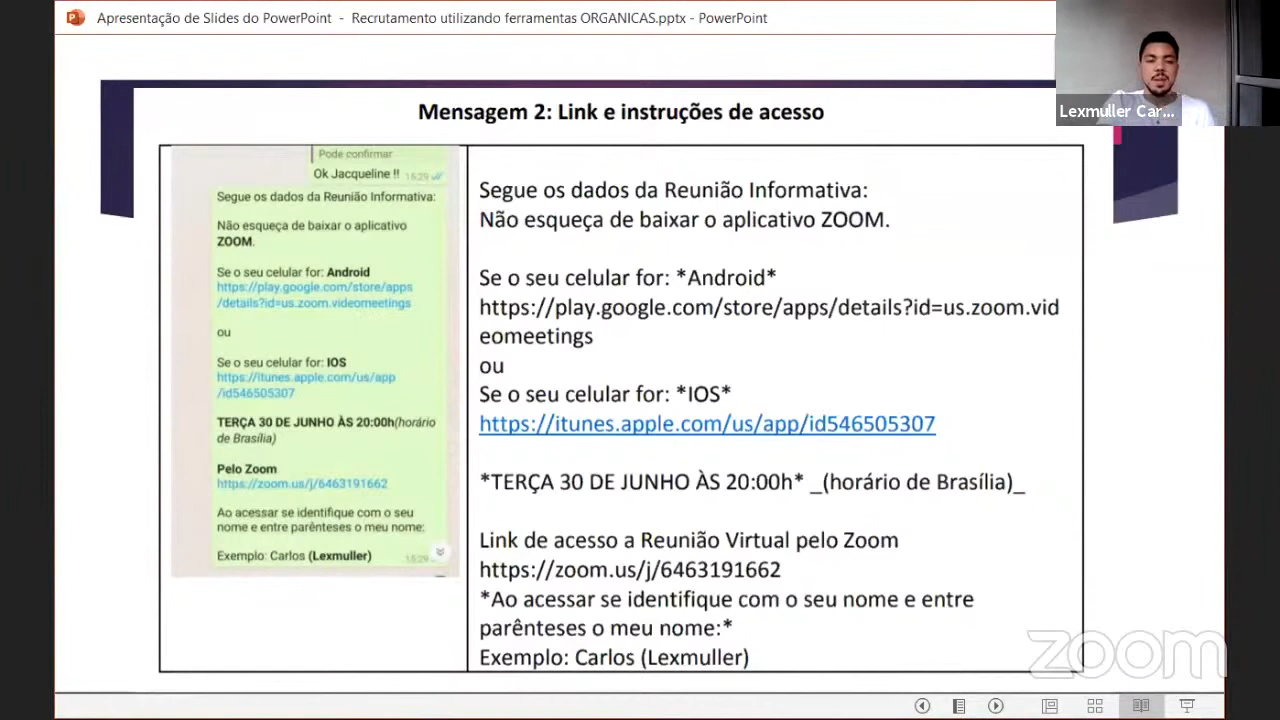 Apresentação de Slides do PowerPoint - Recrutamento utilizando ferramentas ORGANICAS.pptx - PowerPoint
Lexmuller Car...
Mensagem 2: Link e instruções de acesso
Pode confirmar
Ok Jacqueline !!
15:29
Segue os dados da Reunião Informativa:
Não esqueça de baixar o aplicativo
ZOOM.
Se o seu celular for: Android
https://play.google.com/store/apps
/details?id=us.zoom.videomeetings
ou
Se o seu celular for: IOS
https://itunes.apple.com/us/app
/id546505307
TERÇA 30 DE JUNHO ÀS 20:00h(horário
de Brasília)
Pelo Zoom
https://zoom.us/j/6463191662
Ao acessar se identifique com o seu
nome e entre parênteses o meu nome:
Exemplo: Carlos (Lexmuller)
15:29
Segue os dados da Reunião Informativa:
Não esqueça de baixar o aplicativo ZOOM.
Se o seu celular for: *Android*
https://play.google.com/store/apps/details?id=us.zoom.vid
eomeetings
ou
Se o seu celular for: *IOS*
https://itunes.apple.com/us/app/id546505307
*TERÇA 30 DE JUNHO ÀS 20:00h* _(horário de Brasília)_
Link de acesso a Reunião Virtual pelo Zoom
https://zoom.us/j/6463191662
*Ao acessar se identifique com o seu nome e entre
parênteses o meu nome:*
Exemplo: Carlos (Lexmuller)
zoom